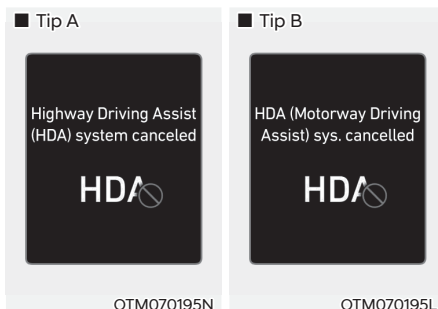 ■ Tip A
Highway Driving Assist
(HDA) system canceled
HDA
OTM070195N
■ Tip B
HDA (Motorway Driving
Assist) sys. cancelled
HDA
OTM070195L